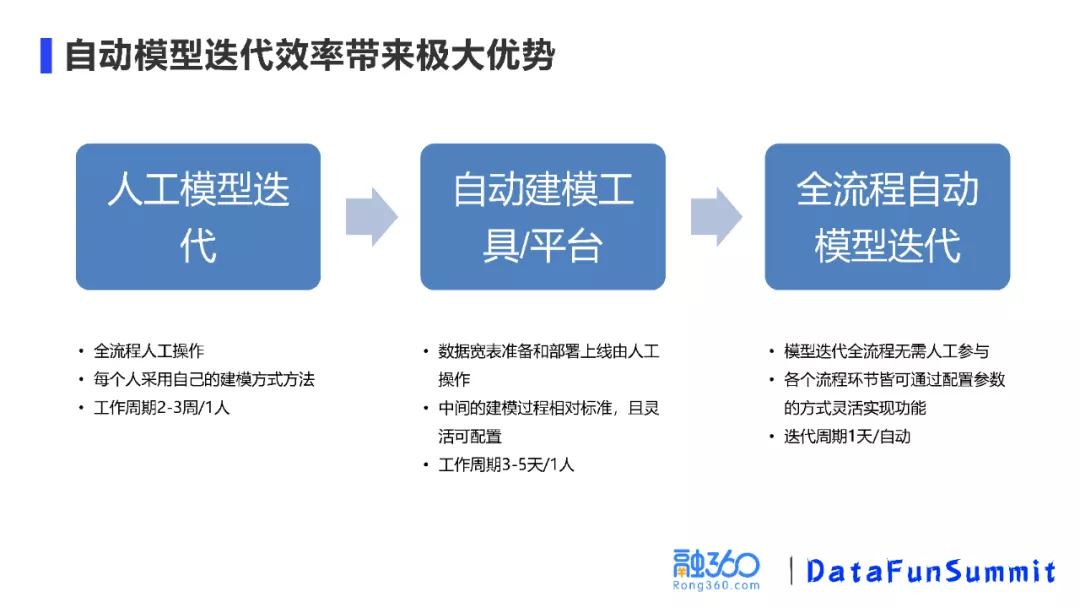 自动模型迭代效率带来极大优势
人工模型迭
代
自动建模工
具/平台
全流程自动
模型迭代
• 全流程人工操作
• 每个人采用自己的建模方式方法
• 工作周期2-3周/1人
• 数据宽表准备和部署上线由人工
操作
• 中间的建模过程相对标准，且灵
活可配置
• 工作周期3-5天/1人
• 模型迭代全流程无需人工参与
• 各个流程环节皆可通过配置参数
的方式灵活实现功能
• 迭代周期1天/自动
融360
Rong360.com
DataFunSummit